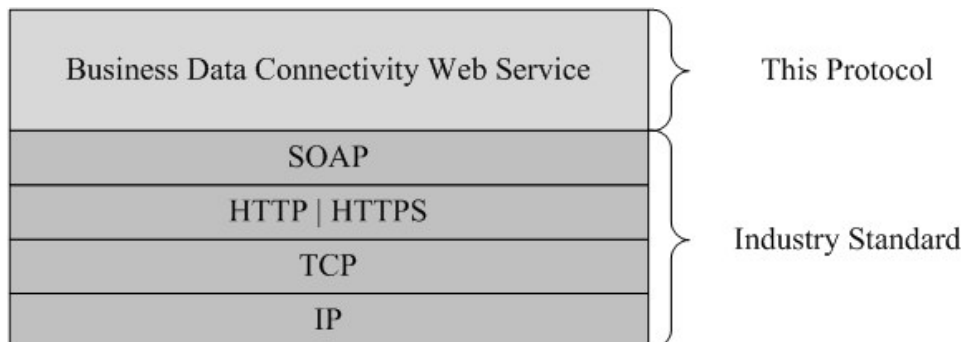 Business Data Connectivity Web Service
This Protocol
SOAP
HTTP | HTTPS
TCP
IP
Industry Standard